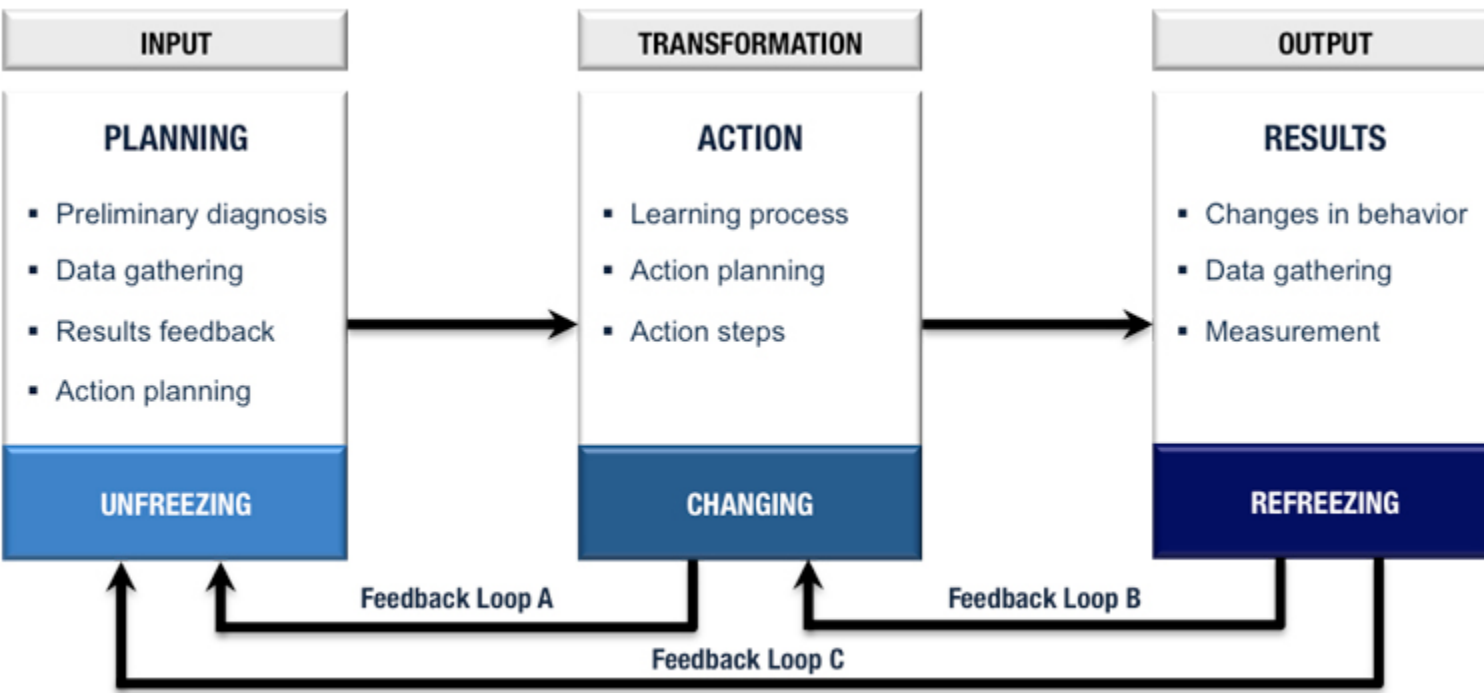 INPUT
TRANSFORMATION
OUTPUT
PLANNING
▪ Preliminary diagnosis
▪ Data gathering
▪ Results feedback
▪ Action planning
UNFREEZING
ACTION
▪ Learning process
▪ Action planning
▪ Action steps
CHANGING
RESULTS
▪ Changes in behavior
▪ Data gathering
▪ Measurement
REFREEZING
Feedback Loop A
Feedback Loop B
Feedback Loop C